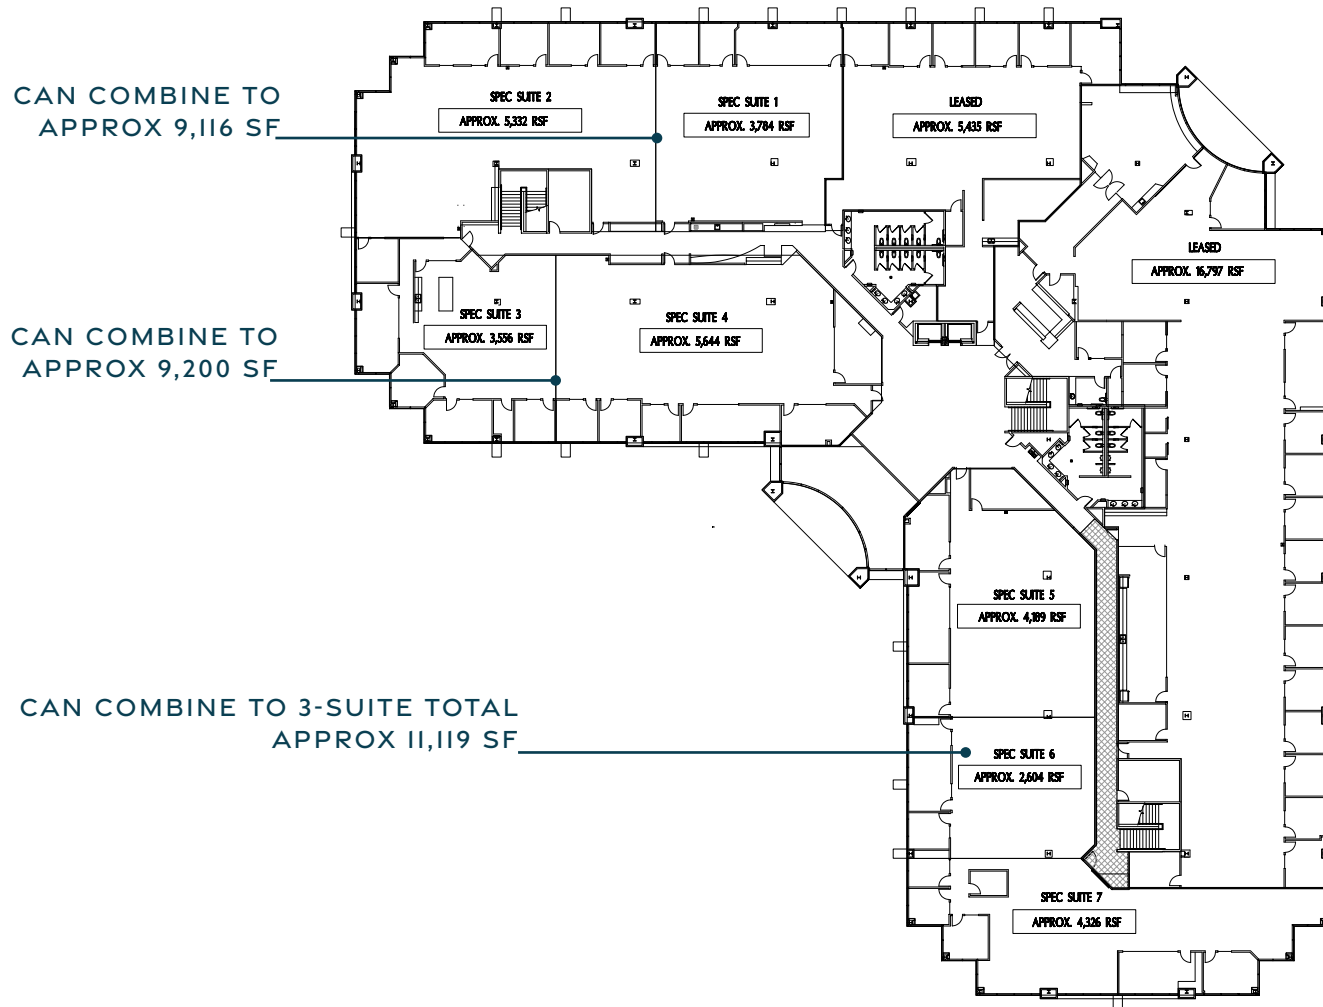 CAN COMBINE TO
APPROX 9,116 SF
SPEC SUITE 2
APPROX. 5,332 RSF
SPEC SUITE 1
APPROX. 3,784 RSF
LEASED
APPROX. 5,435 RSF
LEASED
APPROX. 16,797 RSF
CAN COMBINE TO
APPROX 9,200 SF
SPEC SUITE 3
APPROX. 3,556 RSF
SPEC SUITE 4
APPROX. 5,644 RSF
SPEC SUITE 5
APPROX. 4,189 RSF
CAN COMBINE TO 3-SUITE TOTAL
APPROX 11,119 SF
SPEC SUITE 6
APPROX. 2,604 RSF
SPEC SUITE 7
APPROX. 4,326 RSF